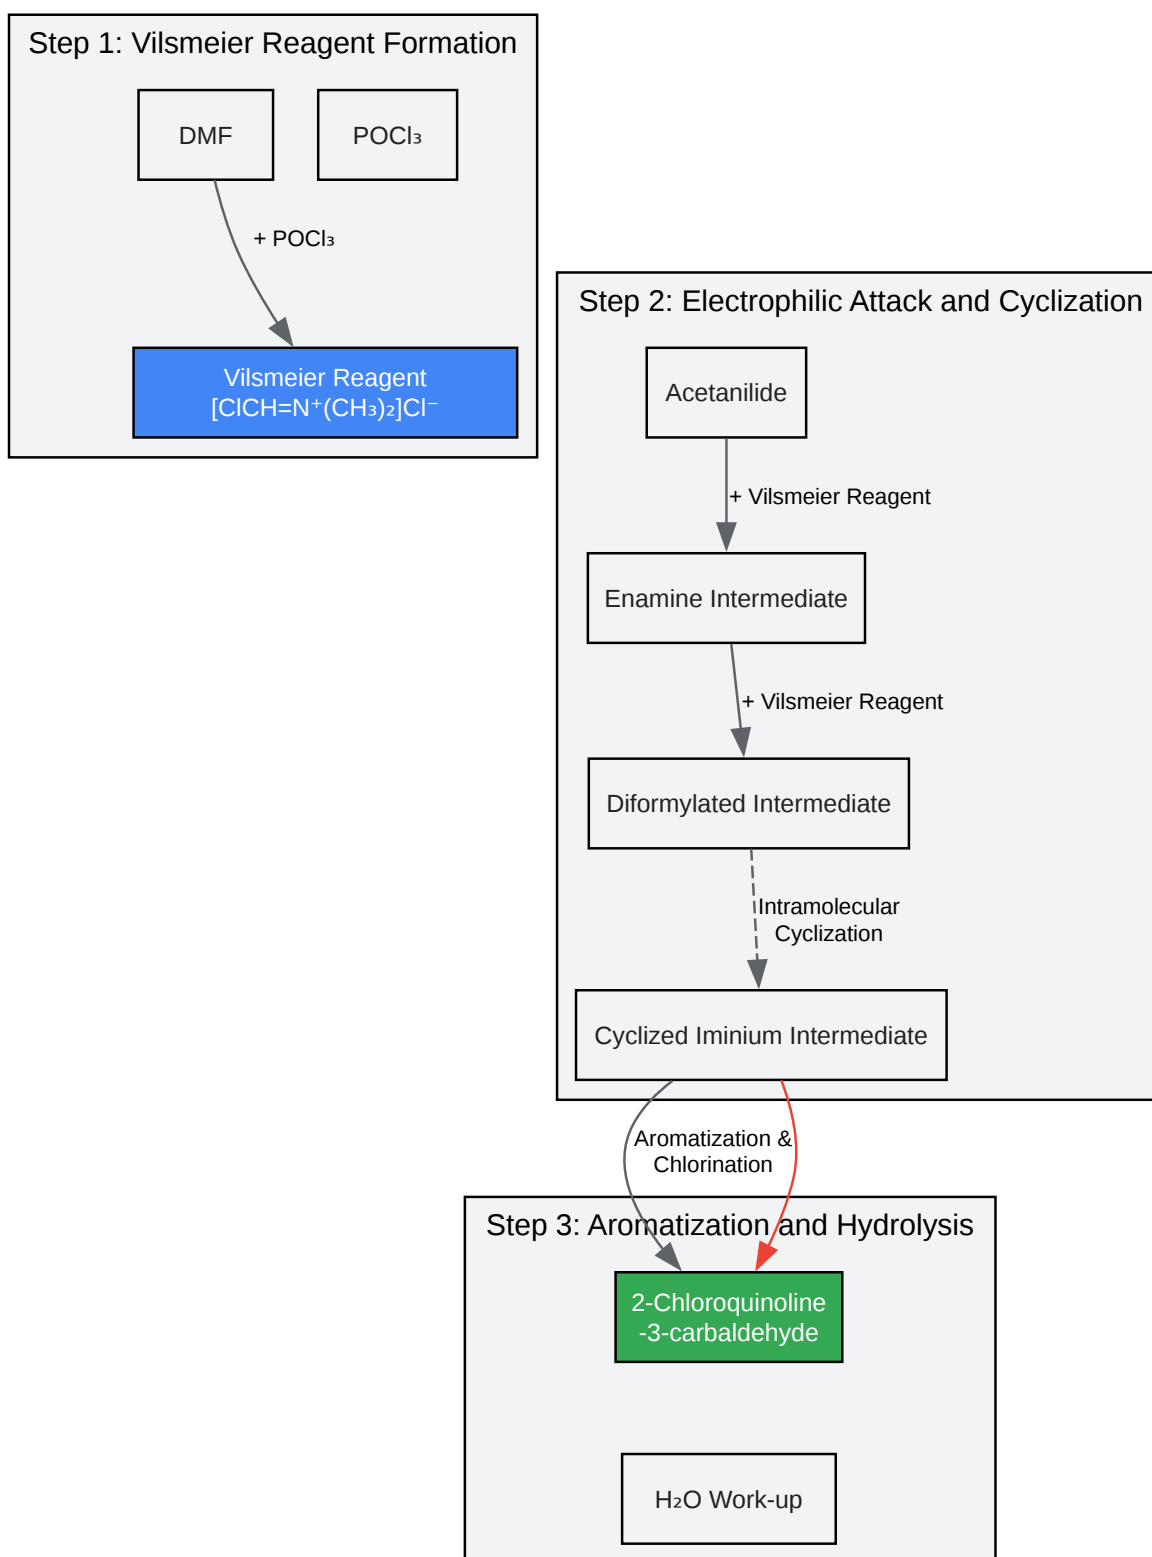 Step 1: Vilsmeier Reagent Formation
DMF
POCl₃
+ POCl₃
Vilsmeier Reagent
[ClCH=N⁺(CH₃)₂]Cl⁻
Step 2: Electrophilic Attack and Cyclization
Acetanilide
+ Vilsmeier Reagent
Enamine Intermediate
+ Vilsmeier Reagent
Diformylated Intermediate
Intramolecular
Cyclization
Cyclized Iminium Intermediate
Aromatization &
Chlorination
Step 3: Aromatization and Hydrolysis
2-Chloroquinoline
-3-carbaldehyde
H₂O Work-up